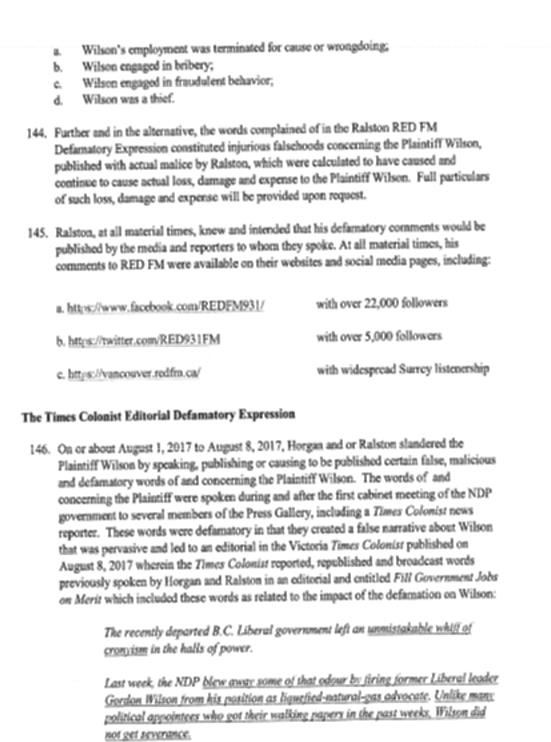 a. Wilson's employment was terminated for cause or wrongdoing;
b. Wilson engaged in bribery;
c. Wilson engaged in fraudulent behavior;
d. Wilson was a thief.
144. Further and in the alternative, the words complained of in the Ralston RED FM
Defamatory Expression constituted injurious falsehoods concerning the Plaintiff Wilson,
published with actual malice by Ralston, which were calculated to have caused and
continue to cause actual loss, damage and expense to the Plaintiff Wilson. Full particulars
of such loss, damage and expense will be provided upon request.
145. Ralston, at all material times, knew and intended that his defamatory comments would be
published by the media and reporters to whom they spoke. At all material times, his
comments to RED FM were available on their websites and social media pages, including:
a. https://www.facebook.com/REDFM931/ with over 22,000 followers
b. https://twitter.com/RED931FM with over 5,000 followers
c. https://vancouver.redfm.ca/ with widespread Surrey listenership
The Times Colonist Editorial Defamatory Expression
146. On or about August 1, 2017 to August 8, 2017, Horgan and or Ralston slandered the
Plaintiff Wilson by speaking, publishing or causing to be published certain false, malicious
and defamatory words of and concerning the Plaintiff Wilson. The words of and
concerning the Plaintiff were spoken during and after the first cabinet meeting of the NDP
government to several members of the Press Gallery, including a Times Colonist news
reporter. These words were defamatory in that they created a false narrative about Wilson
that was pervasive and led to an editorial in the Victoria Times Colonist published on
August 8, 2017 wherein the Times Colonist reported, republished and broadcast words
previously spoken by Horgan and Ralston in an editorial and entitled Fill Government Jobs
on Merit which included these words as related to the impact of the defamation on Wilson:
The recently departed B.C. Liberal government left an unmistakable whiff of
cronyism in the halls of power.
Last week, the NDP blew away some of that odour by firing former Liberal leader
Gordon Wilson from his position as liquefied-natural-gas advocate. Unlike many
political appointees who got their walking papers in the past weeks, Wilson did
not get severance.